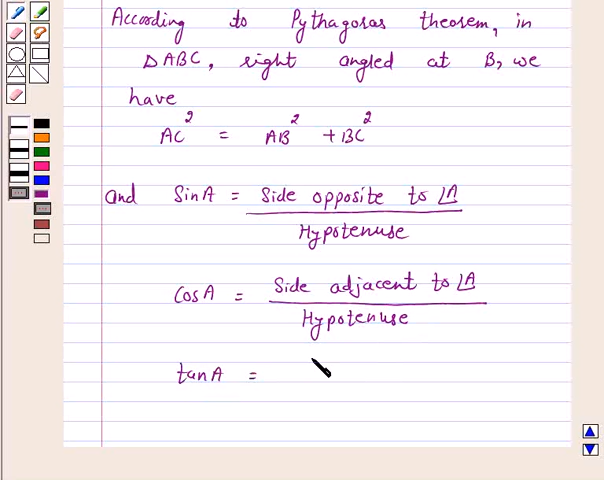 According to Pythagoras theorem, in
△ABC, right angled at B, we
have
AC² = AB² + BC²
and SinA = Side opposite to ∠A
Hypotenuse
CosA = Side adjacent to ∠A
Hypotenuse
tanA =